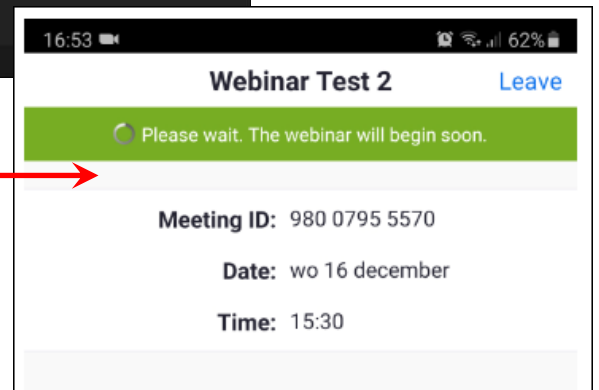 16:53 62%
Webinar Test 2 Leave
Please wait. The webinar will begin soon.
Meeting ID: 980 0795 5570
Date: wo 16 december
Time: 15:30